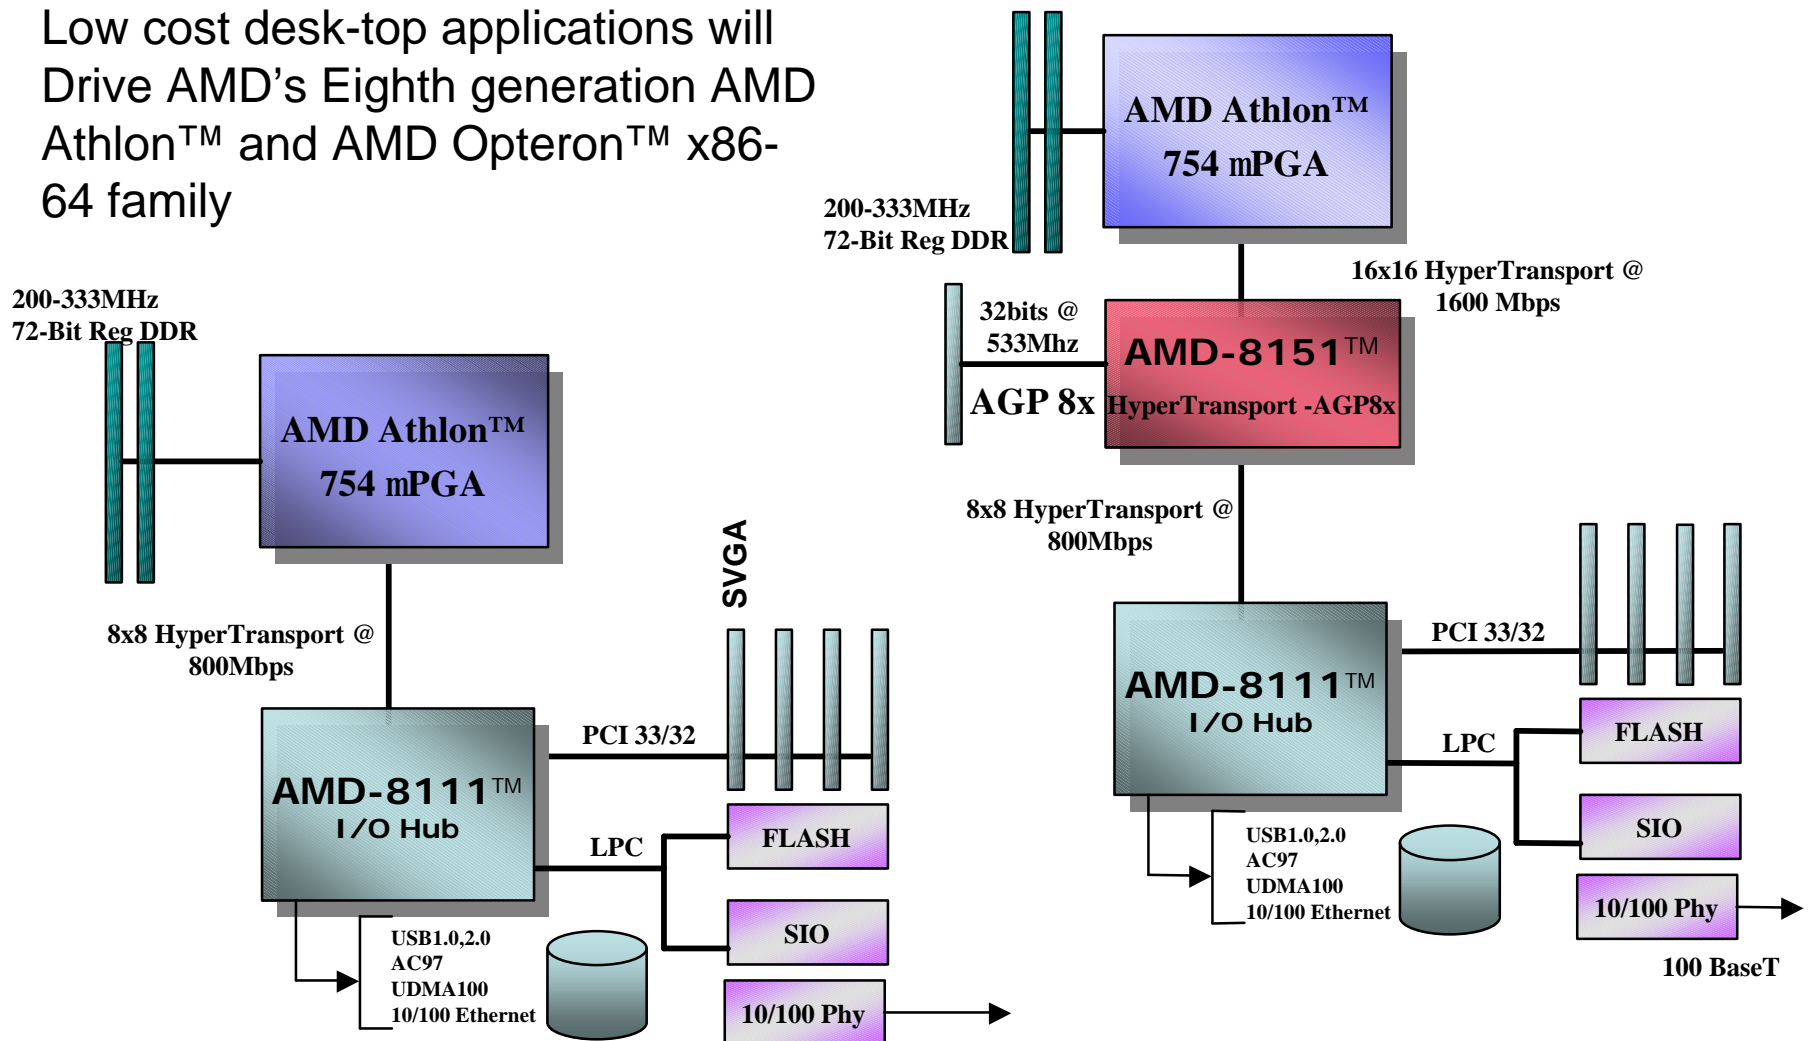 Low cost desk-top applications will
Drive AMD's Eighth generation AMD
Athlon™ and AMD Opteron™ x86-
64 family
200-333MHz
72-Bit Reg DDR
AMD Athlon™
754 mPGA
8x8 HyperTransport @
800Mbps
AMD-8111™
I/O Hub
PCI 33/32
SVGA
LPC
FLASH
SIO
10/100 Phy
USB1.0,2.0
AC97
UDMA100
10/100 Ethernet
AMD Athlon™
754 mPGA
200-333MHz
72-Bit Reg DDR
16x16 HyperTransport @
1600 Mbps
32bits @
533Mhz
AGP 8x
AMD-8151™
HyperTransport -AGP8x
8x8 HyperTransport @
800Mbps
AMD-8111™
I/O Hub
PCI 33/32
LPC
FLASH
SIO
10/100 Phy
100 BaseT
USB1.0,2.0
AC97
UDMA100
10/100 Ethernet